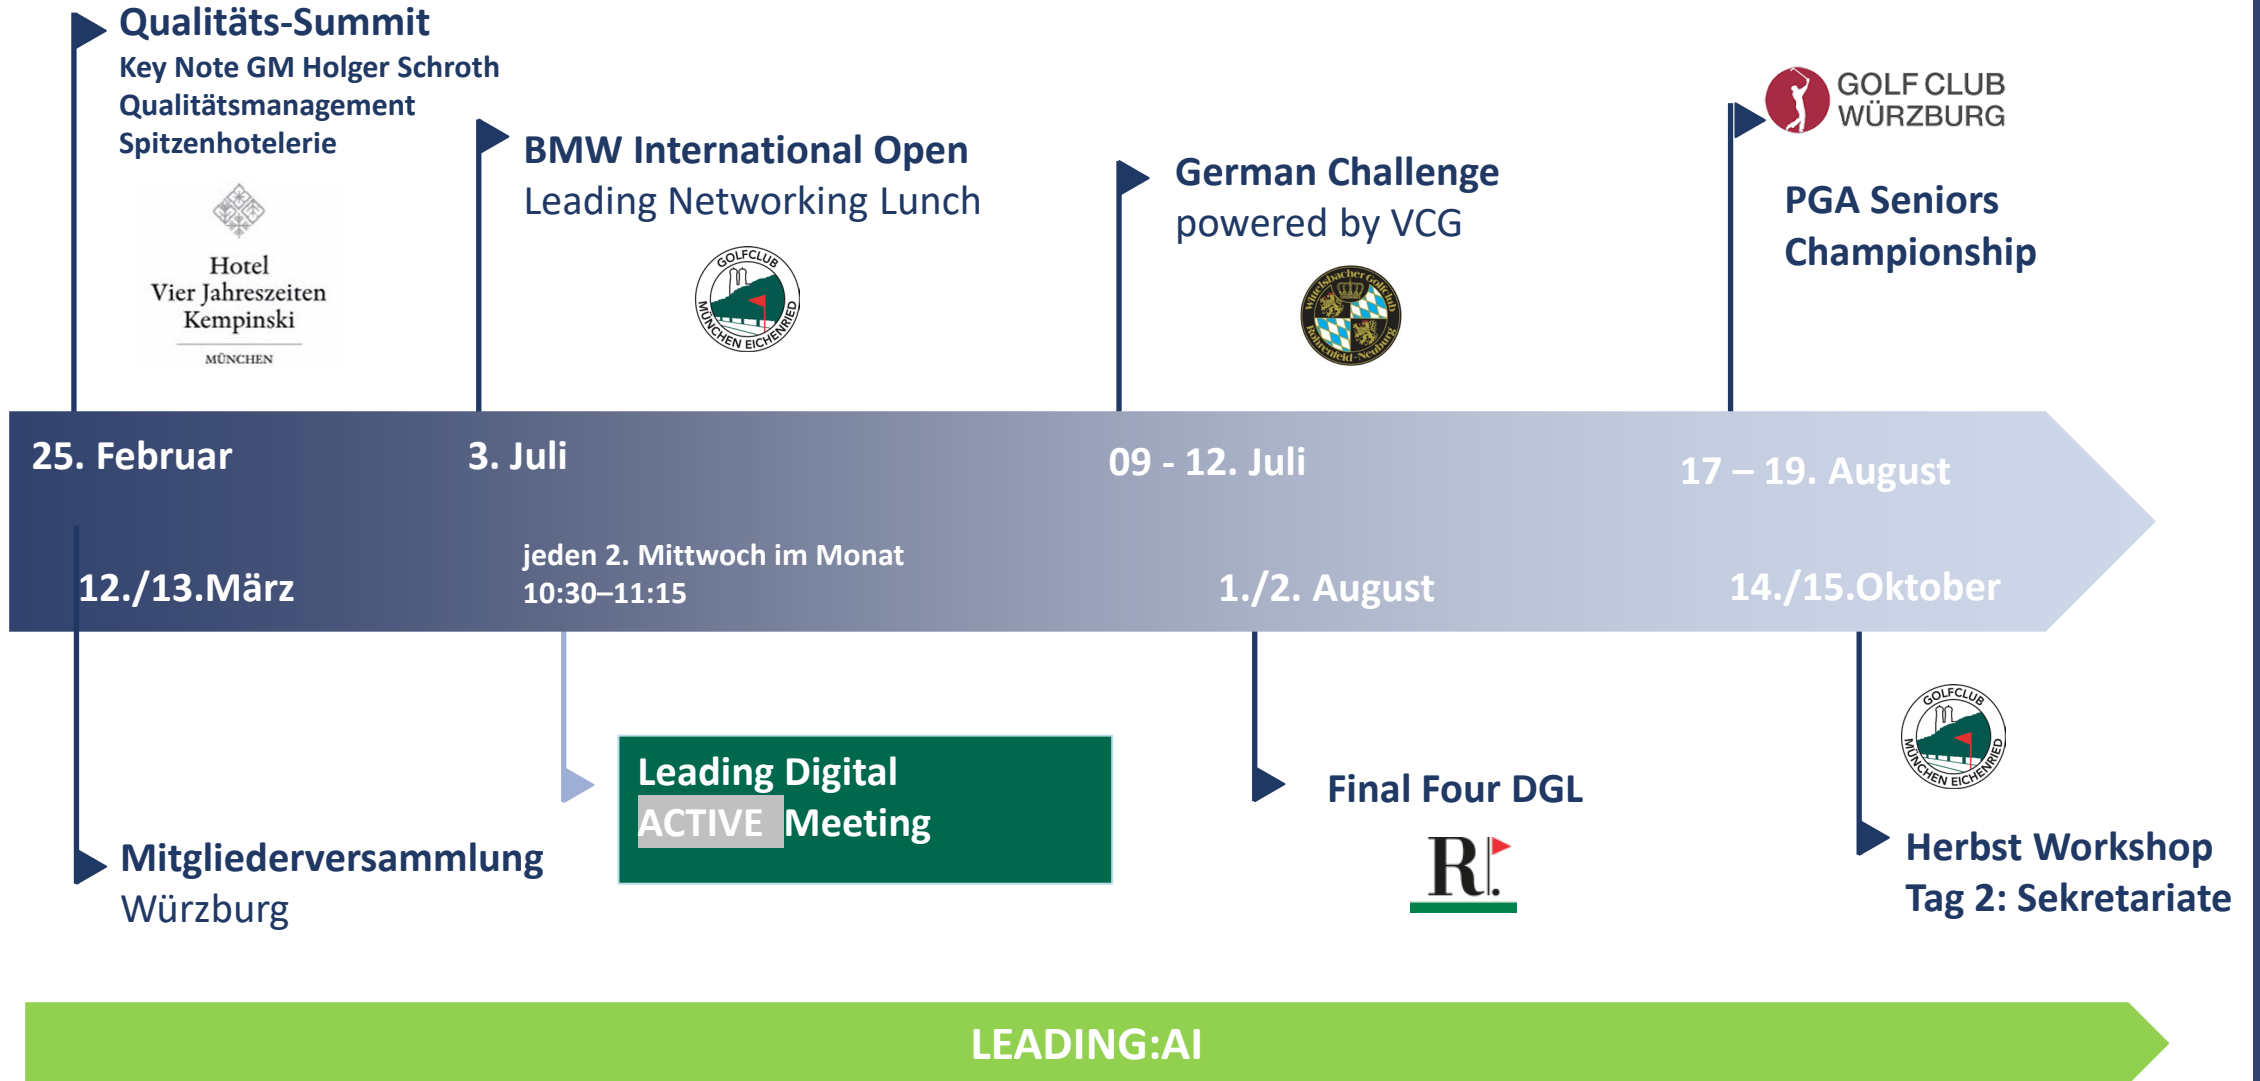 Qualitäts-Summit
Key Note GM Holger Schroth
Qualitätsmanagement
Spitzenhotelerie
Hotel
Vier Jahreszeiten
Kempinski
MÜNCHEN
BMW International Open
Leading Networking Lunch
GOLFCLUB
MÜNCHEN EICHENRIED
German Challenge
powered by VCG
Wittelsbacher Golfclub
Rohrenfeld-Neuburg
GOLF CLUB
WÜRZBURG
PGA Seniors
Championship
25. Februar
3. Juli
09 - 12. Juli
17 – 19. August
12./13.März
jeden 2. Mittwoch im Monat
10:30–11:15
1./2. August
14./15.Oktober
Mitgliederversammlung
Würzburg
Leading Digital
ACTIVE Meeting
Final Four DGL
R.
GOLFCLUB
MÜNCHEN EICHENRIED
Herbst Workshop
Tag 2: Sekretariate
LEADING:AI